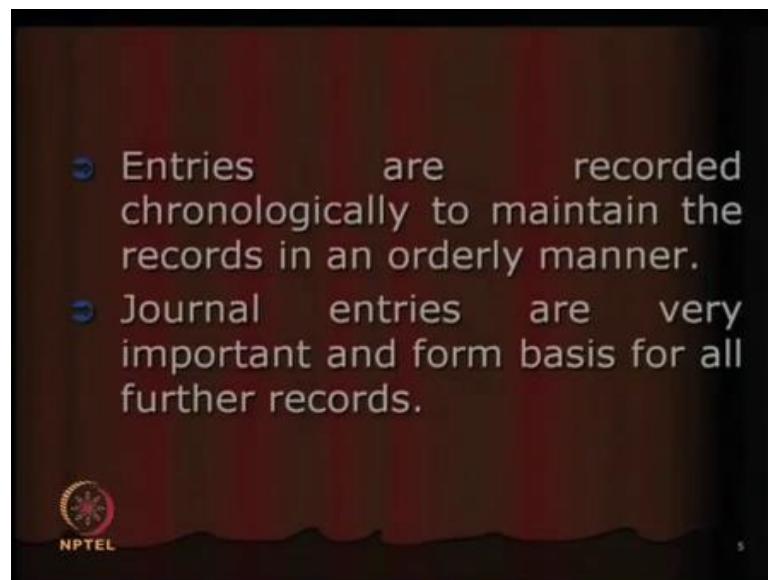 Entries are recorded
chronologically to maintain the
records in an orderly manner.
Journal entries are very
important and form basis for all
further records.
NPTEL
5